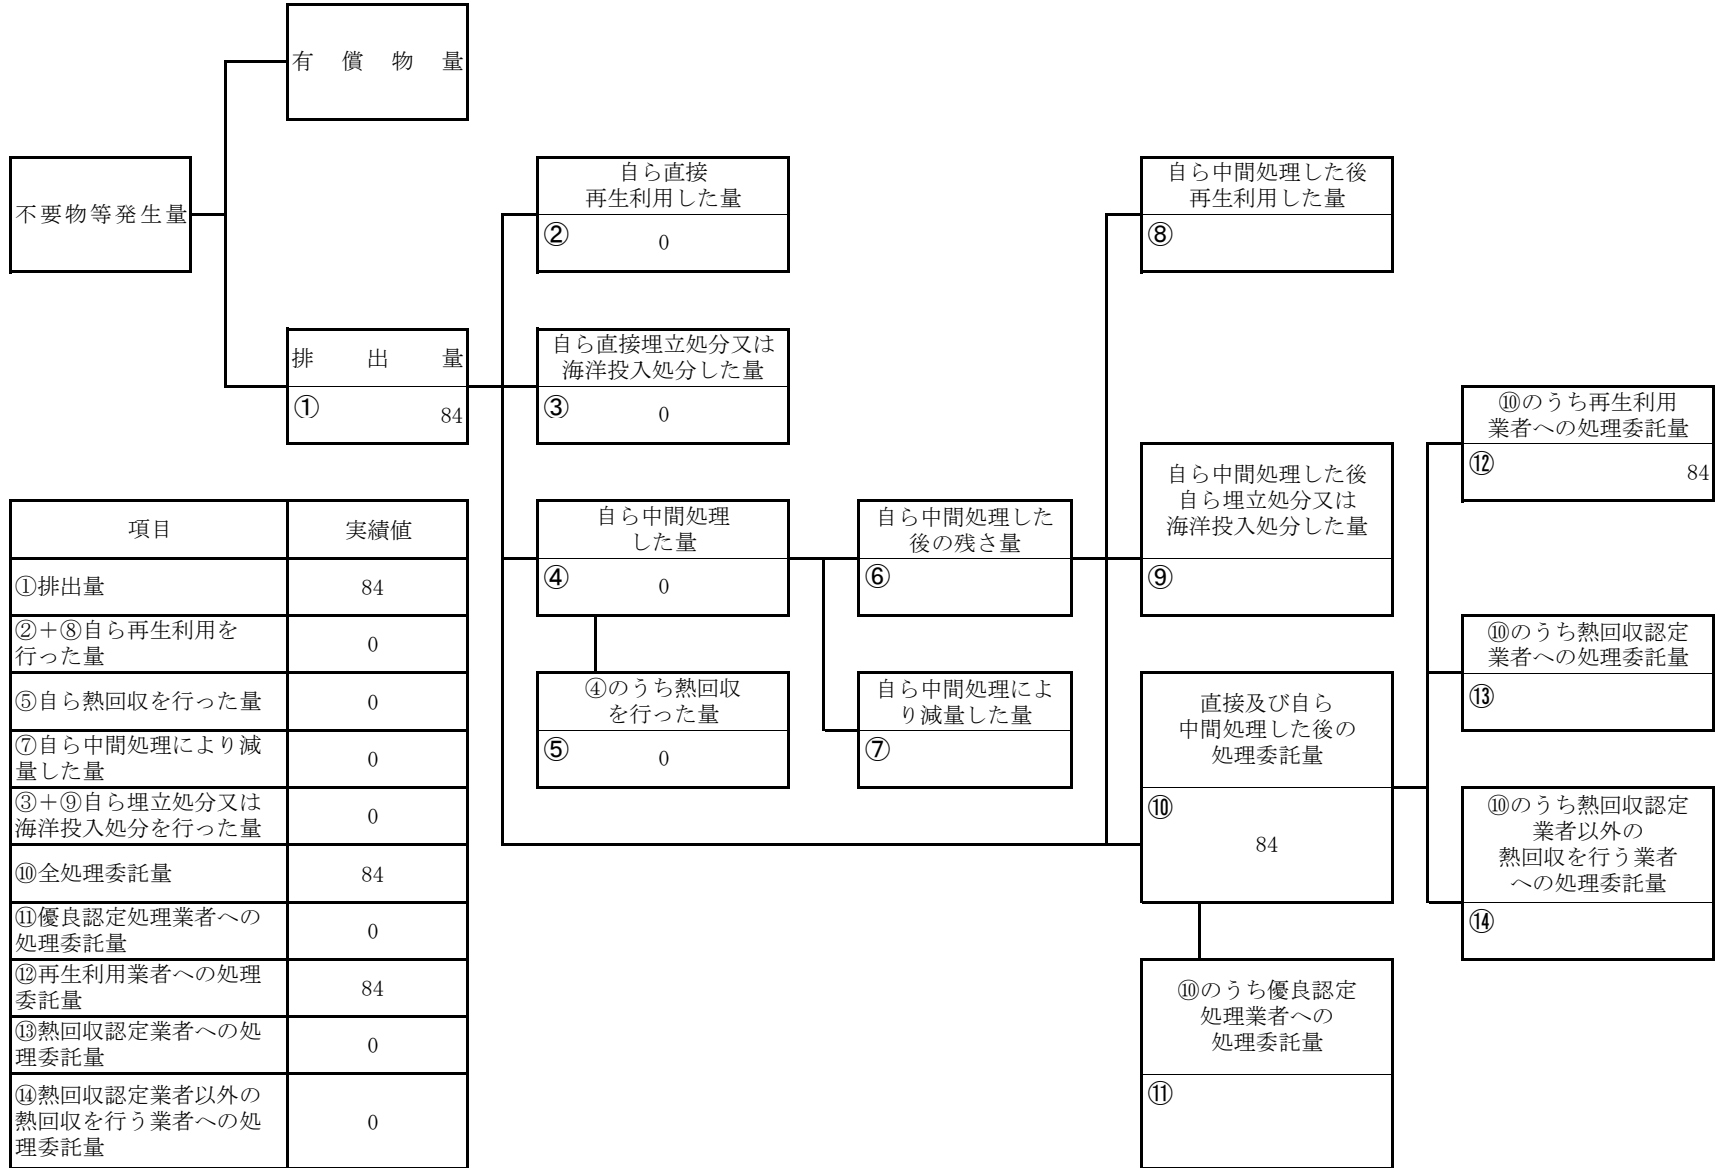 有償物量
不要物等発生量
排出量
① 84
自ら直接
再生利用した量
② 0
自ら直接埋立処分又は
海洋投入処分した量
③ 0
自ら中間処理
した量
④ 0
④のうち熱回収
を行った量
⑤ 0
自ら中間処理した
後の残さ量
⑥
自ら中間処理によ
り減量した量
⑦
自ら中間処理した後
再生利用した量
⑧
自ら中間処理した後
自ら埋立処分又は
海洋投入処分した量
⑨
直接及び自ら
中間処理した後の
処理委託量
⑩
84
⑩のうち優良認定
処理業者への
処理委託量
⑪
⑩のうち再生利用
業者への処理委託量
⑫ 84
⑩のうち熱回収認定
業者への処理委託量
⑬
⑩のうち熱回収認定
業者以外の
熱回収を行う業者
への処理委託量
⑭
項目 実績値
①排出量 84
②＋⑧自ら再生利用を
行った量 0
⑤自ら熱回収を行った量 0
⑦自ら中間処理により減
量した量 0
③＋⑨自ら埋立処分又は
海洋投入処分を行った量 0
⑩全処理委託量 84
⑪優良認定処理業者への
処理委託量 0
⑫再生利用業者への処理
委託量 84
⑬熱回収認定業者への処
理委託量 0
⑭熱回収認定業者以外の
熱回収を行う業者への処
理委託量 0